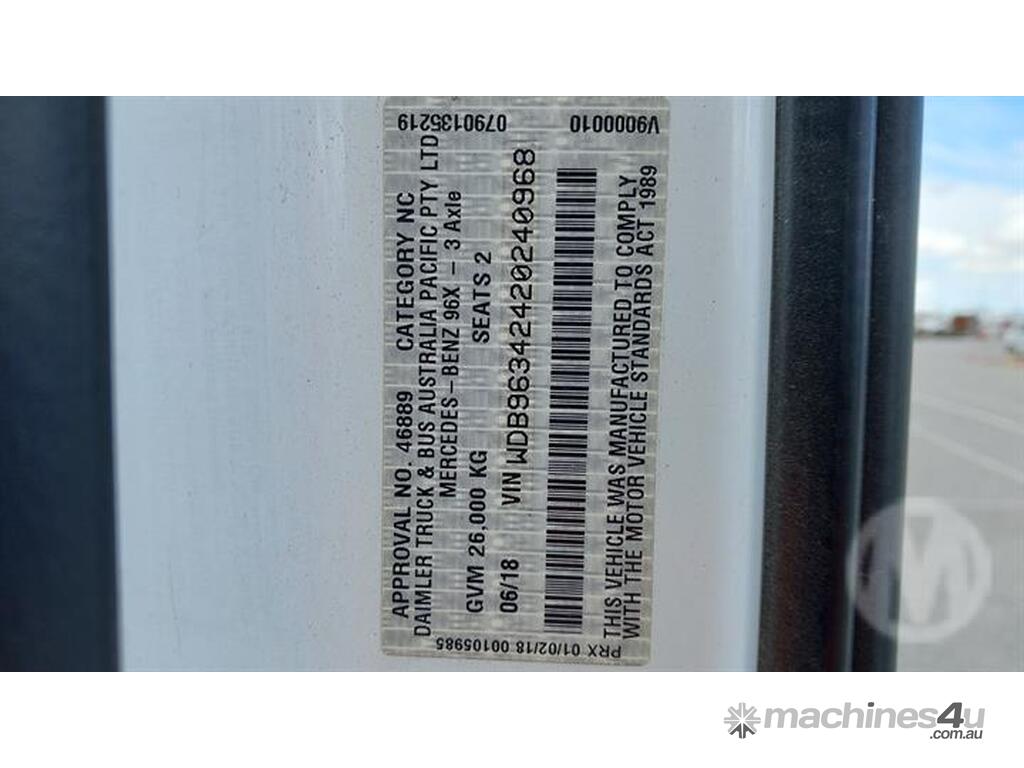 0790135219
V9000010
APPROVAL NO. 46889 CATEGORY NC
DAIMLER TRUCK & BUS AUSTRALIA PACIFIC PTY LTD
MERCEDES-BENZ 96X - 3 Axle
GVM 26,000 KG SEATS 2
06/18 VIN WDB96342420240968
THIS VEHICLE WAS MANUFACTURED TO COMPLY
WITH THE MOTOR VEHICLE STANDARDS ACT 1989
PRX 01/02/18 00105985
M
machines4u
.com.au